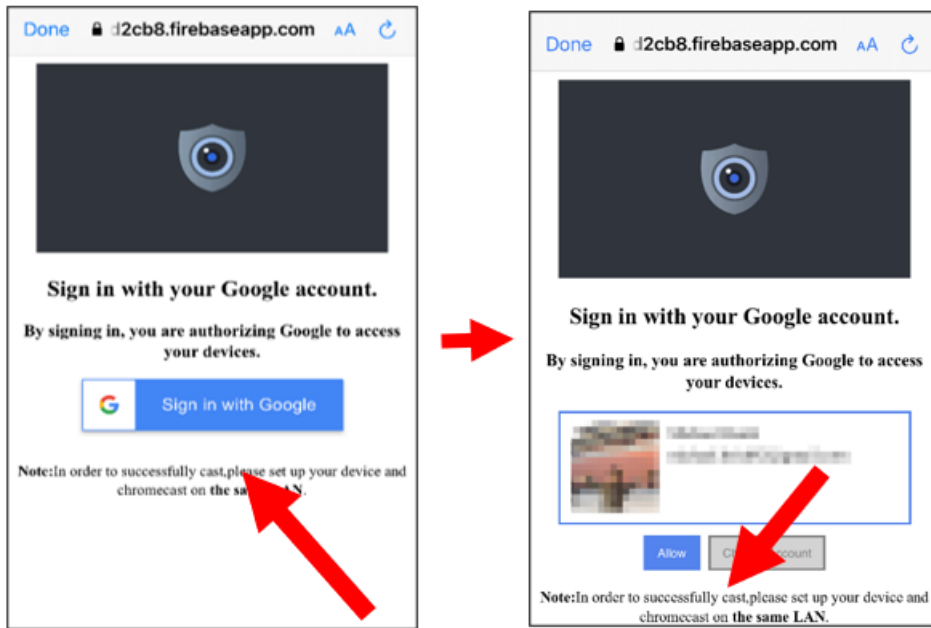 Done
d2cb8.firebaseapp.com
AA
Sign in with your Google account.
By signing in, you are authorizing Google to access
your devices.
G
Sign in with Google
Note:In order to successfully cast,please set up your device and
chromecast on the same LAN.
Done
d2cb8.firebaseapp.com
AA
Sign in with your Google account.
By signing in, you are authorizing Google to access
your devices.
Allow
Note:In order to successfully cast,please set up your device and
chromecast on the same LAN.